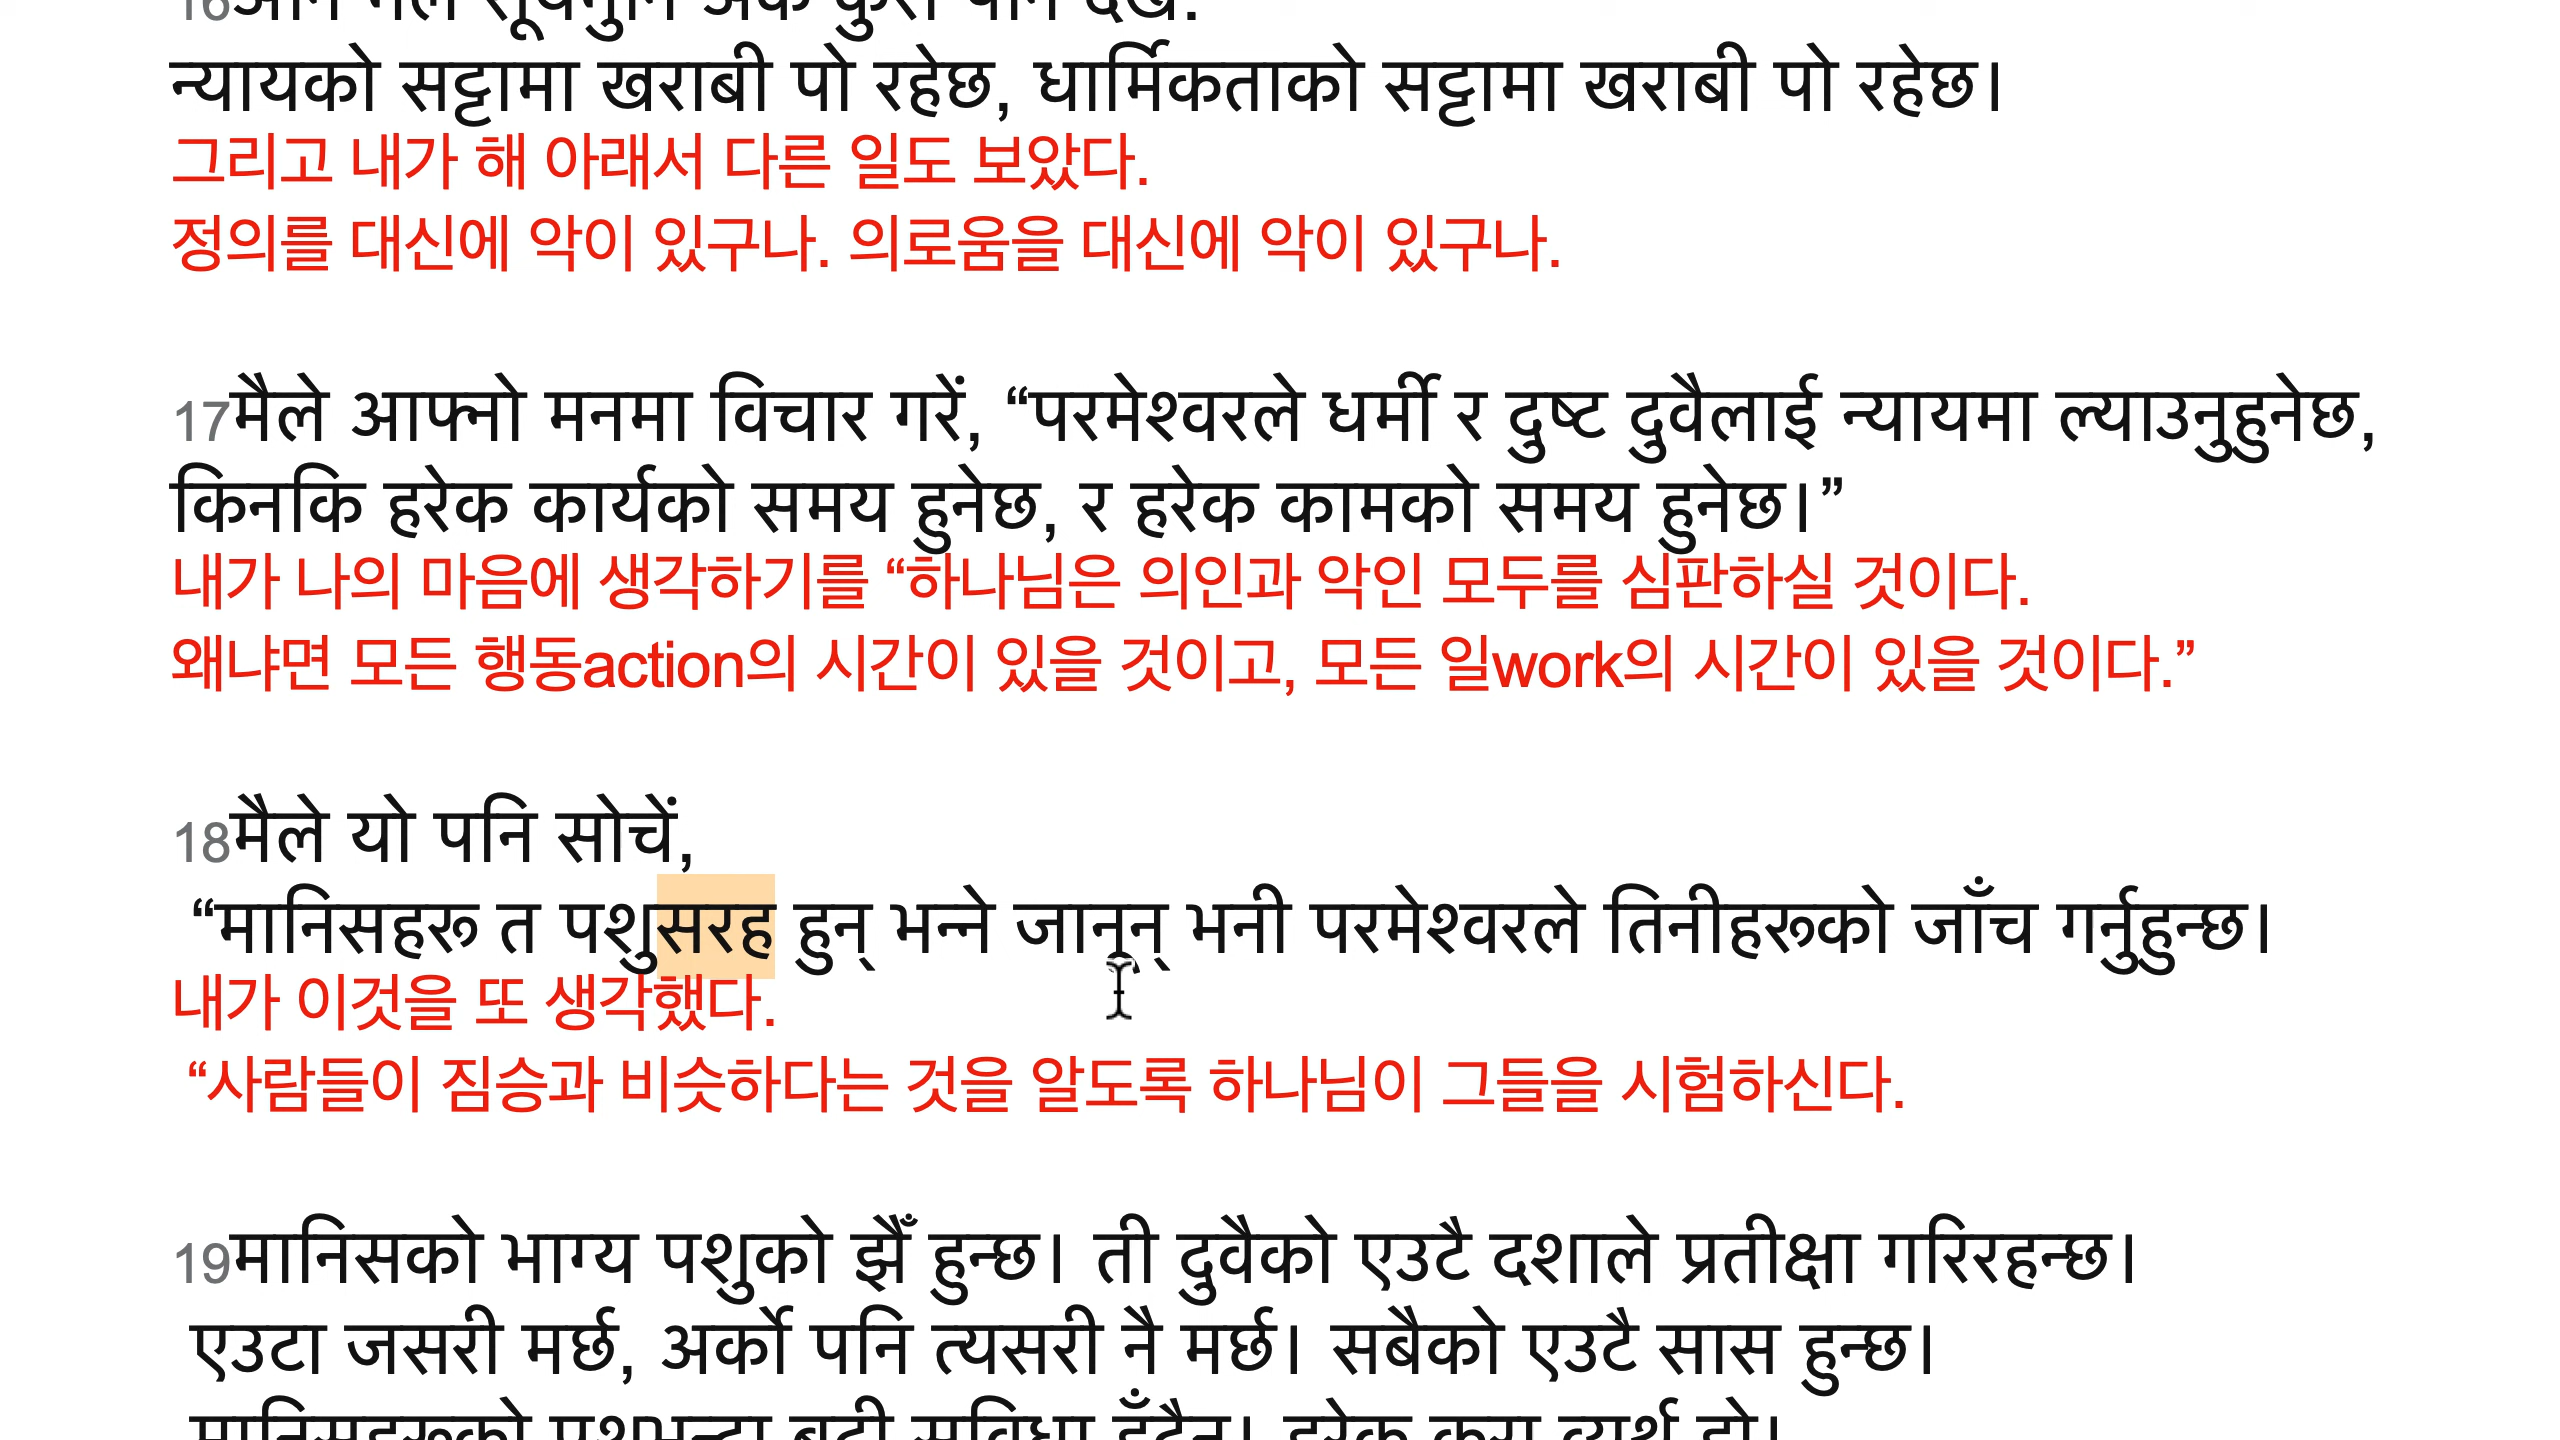 न्यायको सट्टामा खराबी पो रहेछ, धार्मिकताको सट्टामा खराबी पो रहेछ।
그리고 내가 해 아래서 다른 일도 보았다.
정의를 대신에 악이 있구나. 의로움을 대신에 악이 있구나.
17मैले आफ्नो मनमा विचार गरें, “परमेश्वरले धर्मी र दुष्ट दुवैलाई न्यायमा ल्याउनुहुनेछ,
किनकि हरेक कार्यको समय हुनेछ, र हरेक कामको समय हुनेछ।”
내가 나의 마음에 생각하기를 “하나님은 의인과 악인 모두를 심판하실 것이다.
왜냐면 모든 행동action의 시간이 있을 것이고, 모든 일work의 시간이 있을 것이다.”
18मैले यो पनि सोचें,
“मानिसहरू त पशुसरह हुन् भन्ने जानून् भनी परमेश्वरले तिनीहरूको जाँच गर्नुहुन्छ।
내가 이것을 또 생각했다.
“사람들이 짐승과 비슷하다는 것을 알도록 하나님이 그들을 시험하신다.
19मानिसको भाग्य पशुको झैँ हुन्छ। ती दुवैको एउटै दशाले प्रतीक्षा गरिरहन्छ।
एउटा जसरी मर्छ, अर्को पनि त्यसरी नै मर्छ। सबैको एउटै सास हुन्छ।